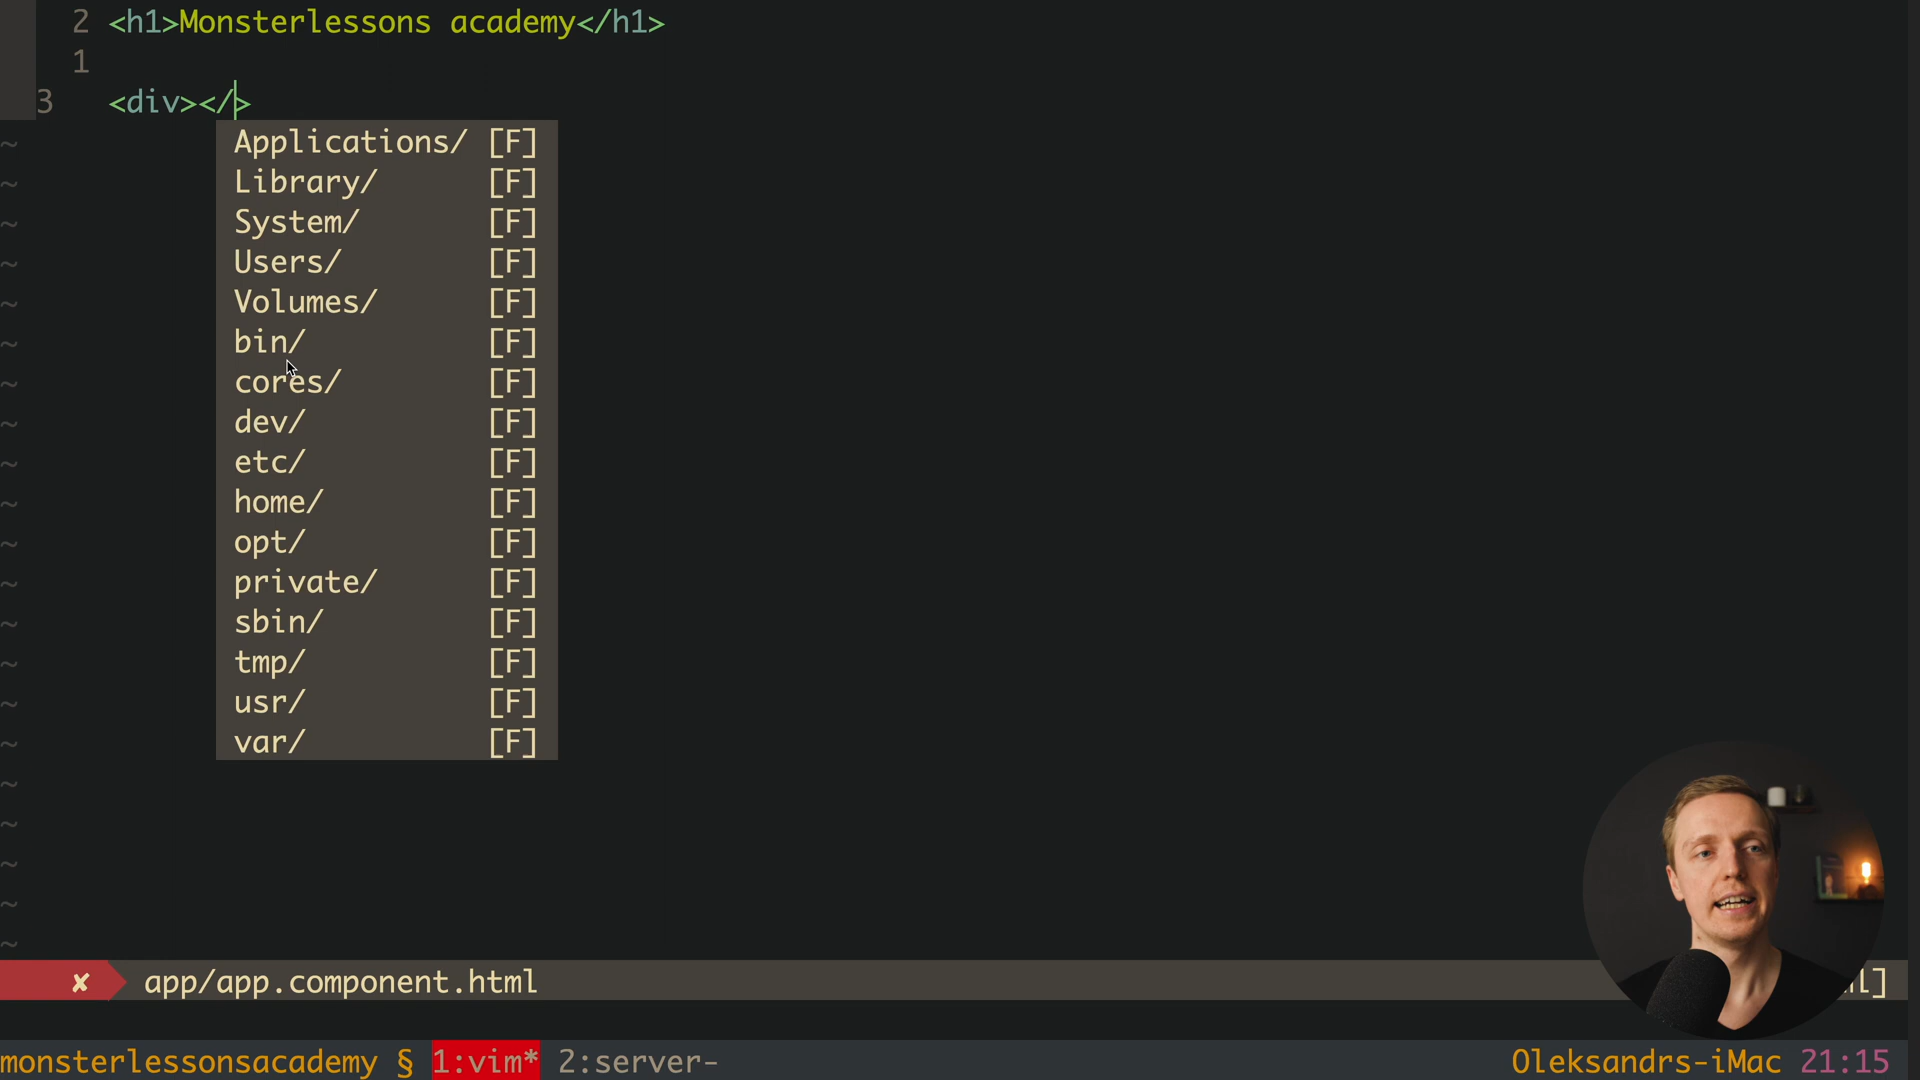 2 <h1>Monsterlessons academy</h1>
1
3 <div></>
~ Applications/ [F]
~ Library/ [F]
~ System/ [F]
~ Users/ [F]
~ Volumes/ [F]
~ bin/ [F]
~ cores/ [F]
~ dev/ [F]
~ etc/ [F]
~ home/ [F]
~ opt/ [F]
~ private/ [F]
~ sbin/ [F]
~ tmp/ [F]
~ usr/ [F]
~ var/ [F]
~
~
~
~
~
✘ app/app.component.html
monsterlessonsacademy § 1:vim* 2:server- Oleksandrs-iMac 21:15